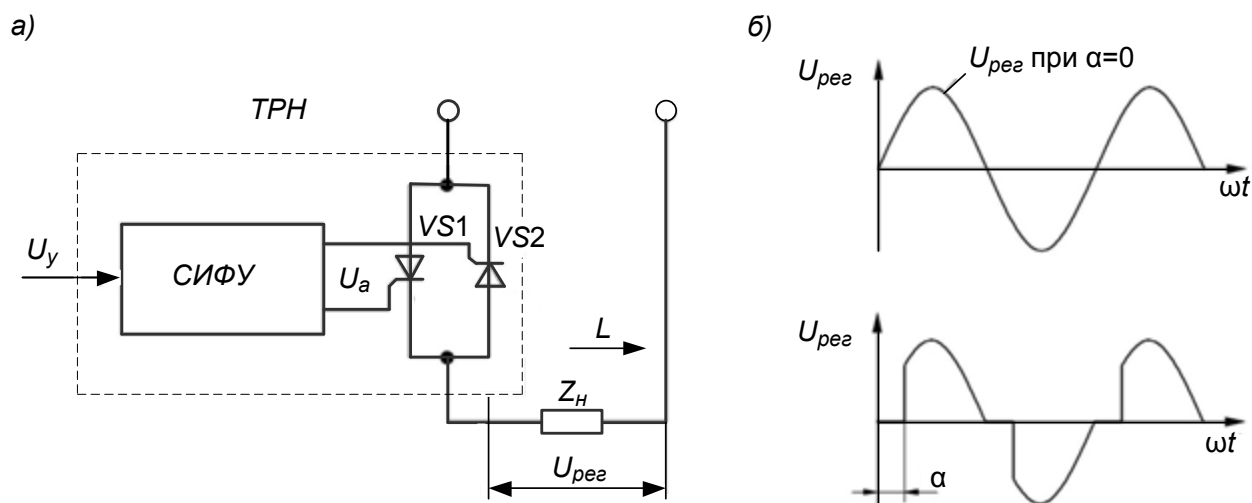 а)
ТРН
Uу
СИФУ
Uа
VS1
VS2
L
Zн
Uрег
б)
Uрег
Uрег при α=0
ωt
Uрег
ωt
α